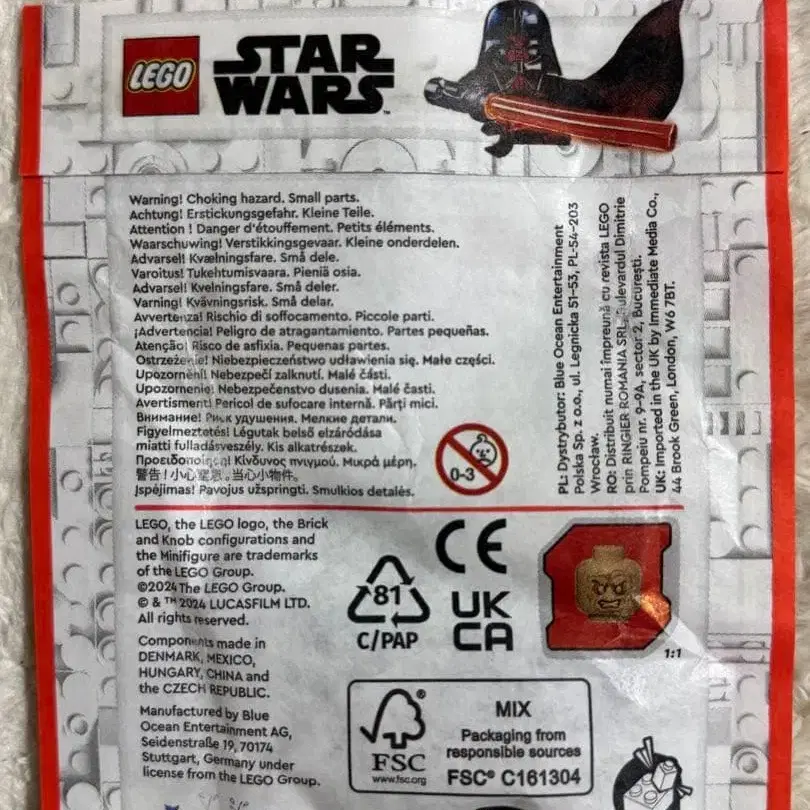 LEGO
STAR
WARS™
Warning! Choking hazard. Small parts.
Achtung! Erstickungsgefahr. Kleine Teile.
Attention ! Danger d'étouffement. Petits éléments.
Waarschuwing! Verstikkingsgevaar. Kleine onderdelen.
Advarsel! Kvælningsfare. Små dele.
Varoitus! Tukehtumisvaara. Pieniä osia.
Advarsel! Kvelningsfare. Små deler.
Varning! Kvävningsrisk. Små delar.
Avvertenza! Rischio di soffocamento. Piccole parti.
¡Advertencia! Peligro de atragantamiento. Partes pequeñas.
Atenção! Risco de asfixia. Pequenas partes.
Ostrzeżenie! Niebezpieczeństwo udławienia się. Małe części.
Upozornění! Nebezpečí zalknutí. Malé části.
Upozornenie! Nebezpečenstvo dusenia. Malé časti.
Avertisment! Pericol de sufocare internă. Părți mici.
Внимание! Риск удушения. Мелкие детали.
Figyelmeztetés! Légutak belső elzáródása
miatti fulladásveszély. Kis alkatrészek.
Προειδοποίηση! Κίνδυνος πνιγμού. Μικρά μέρη.
警告！小心窒息。当心小物件。
Įspėjimas! Pavojus užspringti. Smulkios detalės.
0-3
PL: Dystrybutor: Blue Ocean Entertainment
Polska Sp. z o.o., ul. Legnicka 51-53, PL-54-203
Wrocław.
RO: Distribuit numai împreună cu revista LEGO
prin RINGIER ROMANIA SRL, Bulevardul Dimitrie
Pompeiu nr. 9-9A, sector 2, București.
UK: Imported in the UK by Immediate Media Co.,
44 Brook Green, London, W6 7BT.
LEGO, the LEGO logo, the Brick
and Knob configurations and
the Minifigure are trademarks
of the LEGO Group.
©2024 The LEGO Group.
© & ™ 2024 LUCASFILM LTD.
All rights reserved.
Components made in
DENMARK, MEXICO,
HUNGARY, CHINA and
the CZECH REPUBLIC.
Manufactured by Blue
Ocean Entertainment AG,
Seidenstraße 19, 70174
Stuttgart, Germany under
license from the LEGO Group.
81
C/PAP
CE
UK
CA
1:1
FSC®
www.fsc.org
MIX
Packaging from
responsible sources
FSC® C161304